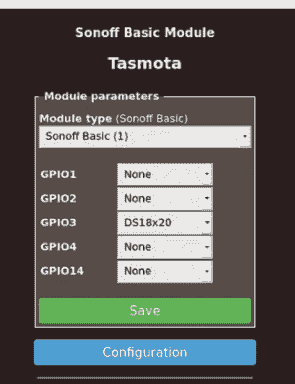 Sonoff Basic Module
Tasmota
Module parameters
Module type (Sonoff Basic)
Sonoff Basic (1)
GPIO1 None
GPIO2 None
GPIO3 DS18x20
GPIO4 None
GPIO14 None
Save
Configuration